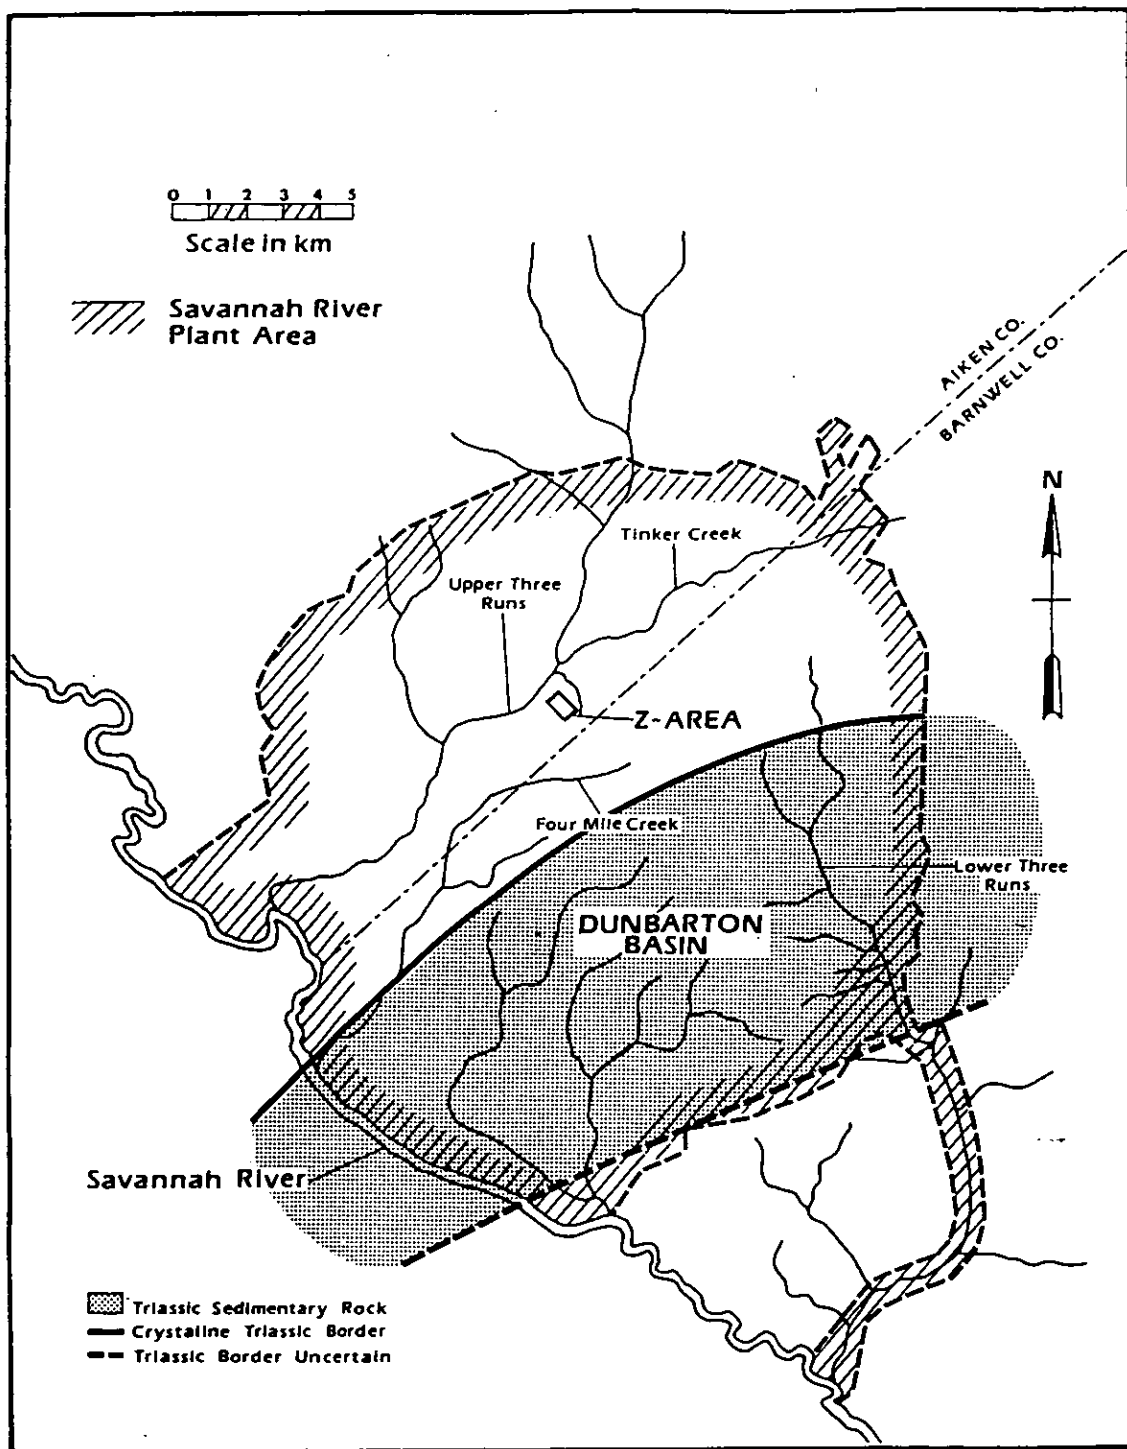 0 1 2 3 4 5
Scale in km
Savannah River
Plant Area
AIKEN CO.
BARNWELL CO.
N
Tinker Creek
Upper Three
Runs
Z-AREA
Four Mile Creek
Lower Three
Runs
DUNBARTON
BASIN
Savannah River
Triassic Sedimentary Rock
Crystaline Triassic Border
Triassic Border Uncertain